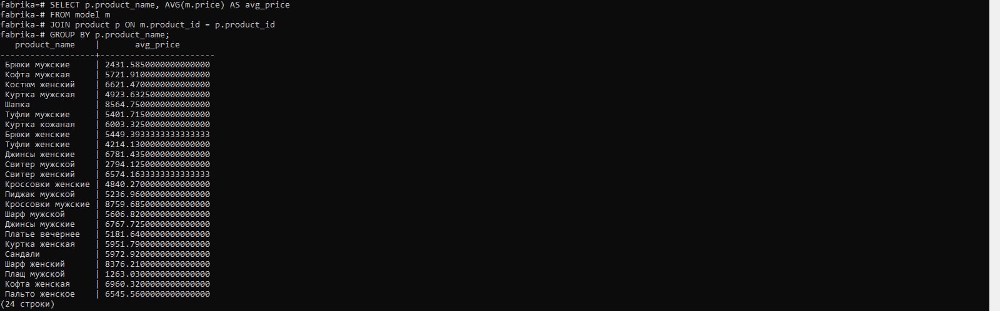 fabrika=# SELECT p.product_name, AVG(m.price) AS avg_price
fabrika-# FROM model m
fabrika-# JOIN product p ON m.product_id = p.product_id
fabrika-# GROUP BY p.product_name;
   product_name    |       avg_price
-------------------+-----------------------
 Брюки мужские     | 2431.5850000000000000
 Кофта мужская     | 5721.9100000000000000
 Костюм женский    | 6621.4700000000000000
 Куртка мужская    | 4923.6325000000000000
 Шапка             | 8564.7500000000000000
 Туфли мужские     | 5401.7150000000000000
 Куртка кожаная    | 6003.3250000000000000
 Брюки женские     | 5449.3933333333333333
 Туфли женские     | 4214.1300000000000000
 Джинсы женские    | 6781.4350000000000000
 Свитер мужской    | 2794.1250000000000000
 Свитер женский    | 6574.1633333333333333
 Кроссовки женские | 4840.2700000000000000
 Пиджак мужской    | 5236.9600000000000000
 Кроссовки мужские | 8759.6850000000000000
 Шарф мужской      | 5606.8200000000000000
 Джинсы мужские    | 6767.7250000000000000
 Платье вечернее   | 5181.6400000000000000
 Куртка женская    | 5951.7900000000000000
 Сандали           | 5972.9200000000000000
 Шарф женский      | 8376.2100000000000000
 Плащ мужской      | 1263.0300000000000000
 Кофта женская     | 6960.3200000000000000
 Пальто женское    | 6545.5600000000000000
(24 строки)